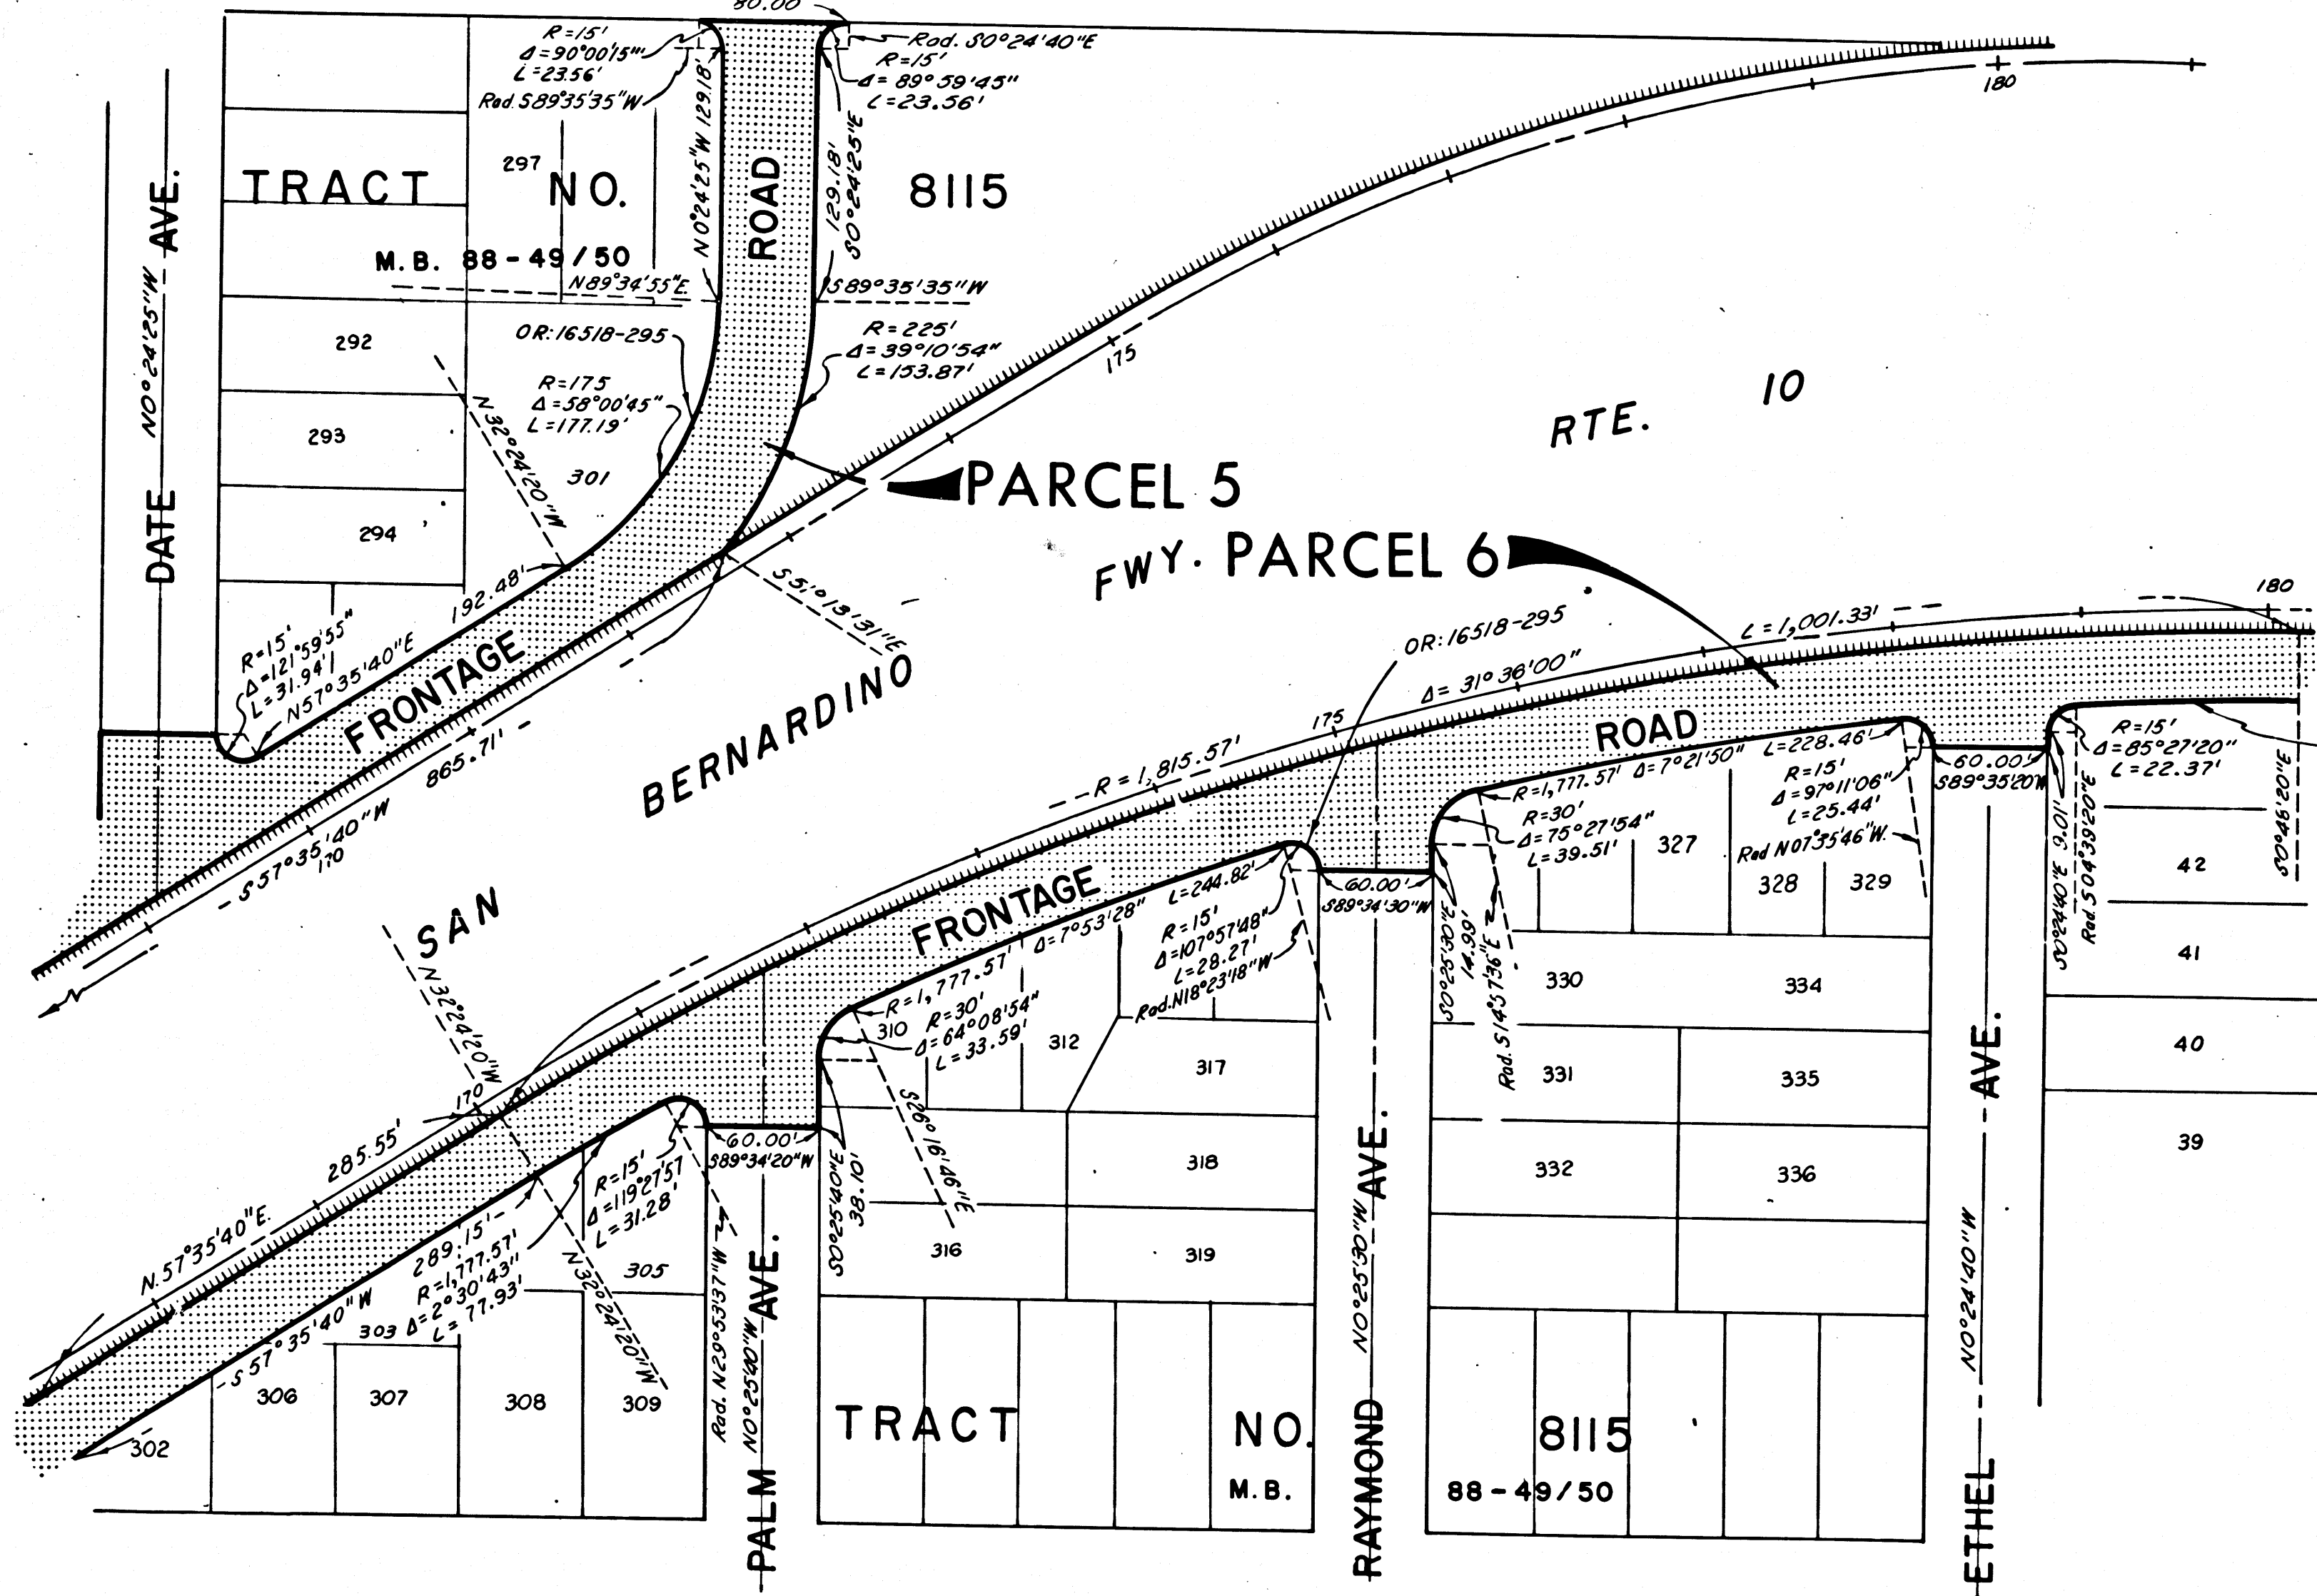 80.00
R=15'
Δ=90°00'15"
L=23.56'
Rad. S89°35'35"W
Rad. S0°24'40"E
R=15'
Δ=89°59'45"
L=23.56'
N0°24'25"W 129.18'
129.18'
S0°24'25"E
ROAD
180
TRACT NO. 8115
297
M.B. 88-49/50
N89°34'55"E.
S89°35'35"W
DATE AVE.
N0°24'25"W
292
293
294
OR:16518-295
R=175
Δ=58°00'45"
L=177.19'
301
N32°24'20"W
R=225'
Δ=39°10'54"
L=153.87'
175
RTE. 10
PARCEL 5
FWY. PARCEL 6
192.48'
N57°35'40"E
R=15'
Δ=121°59'55"
L=31.94'
FRONTAGE
865.71'
S57°35'40"W
170
S51°13'31"E
SAN BERNARDINO
OR:16518-295
L=1,001.33'
Δ=31°36'00"
R=1,815.57'
175
180
ROAD
R=1,777.57' Δ=7°21'50" L=228.46'
R=30'
Δ=75°27'54"
L=39.51'
R=15'
Δ=97°11'06"
L=25.44'
Rad N07°35'46"W.
60.00'
S89°35'20"W
R=15'
Δ=85°27'20"
L=22.37'
S0°24'40"E 10.6'
Rad. S04°39'20"E
S0°48'20"E
327
328
329
42
41
40
39
FRONTAGE
R=1,777.57' Δ=7°53'28" L=244.82'
R=30'
Δ=64°08'54"
L=33.59'
310
312
R=15'
Δ=107°57'48"
L=28.27'
Rad. N18°23'18"W
60.00'
S89°34'30"W
S0°25'30"E
14.99'
Rad. S14°57'36"E
330
334
331
335
332
336
317
318
316
319
S26°16'46"E
60.00'
S89°34'20"W
S0°25'40"E
38.10'
N32°24'20"W
170
285.55'
N.57°35'40"E.
289.15'
S57°35'40"W
R=1,777.57'
Δ=2°30'43"
L=77.93'
R=15'
Δ=119°27'57
L=31.28'
N32°24'20"W
Rad. N29°53'37"W
302
303
305
306
307
308
309
PALM AVE.
N0°25'40"W
RAYMOND AVE.
N0°25'30"W
ETHEL AVE.
N0°24'40"W
TRACT NO. 8115
M.B. 88-49/50